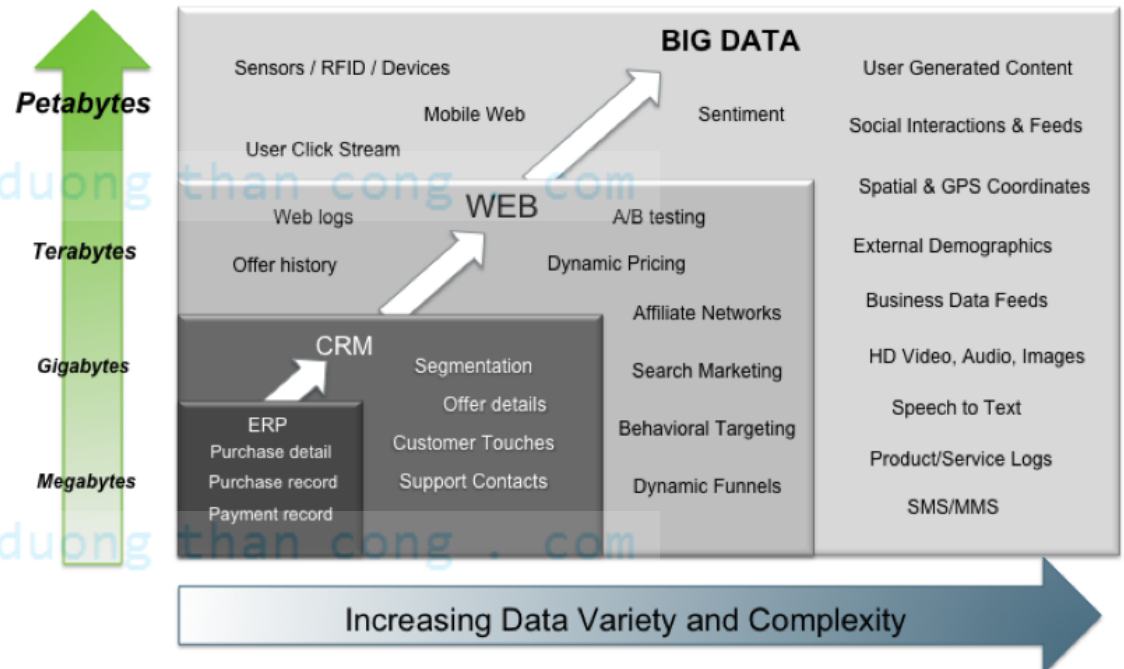 BIG DATA
Sensors / RFID / Devices
User Generated Content
Petabytes
Mobile Web
Sentiment
Social Interactions & Feeds
User Click Stream
duong than cong . com
Spatial & GPS Coordinates
WEB
Web logs
A/B testing
Terabytes
External Demographics
Offer history
Dynamic Pricing
Business Data Feeds
Affiliate Networks
CRM
HD Video, Audio, Images
Gigabytes
Segmentation
Search Marketing
Offer details
Speech to Text
ERP
Behavioral Targeting
Customer Touches
Purchase detail
Product/Service Logs
Megabytes
Purchase record
Support Contacts
Dynamic Funnels
SMS/MMS
Payment record
duong than cong . com
Increasing Data Variety and Complexity